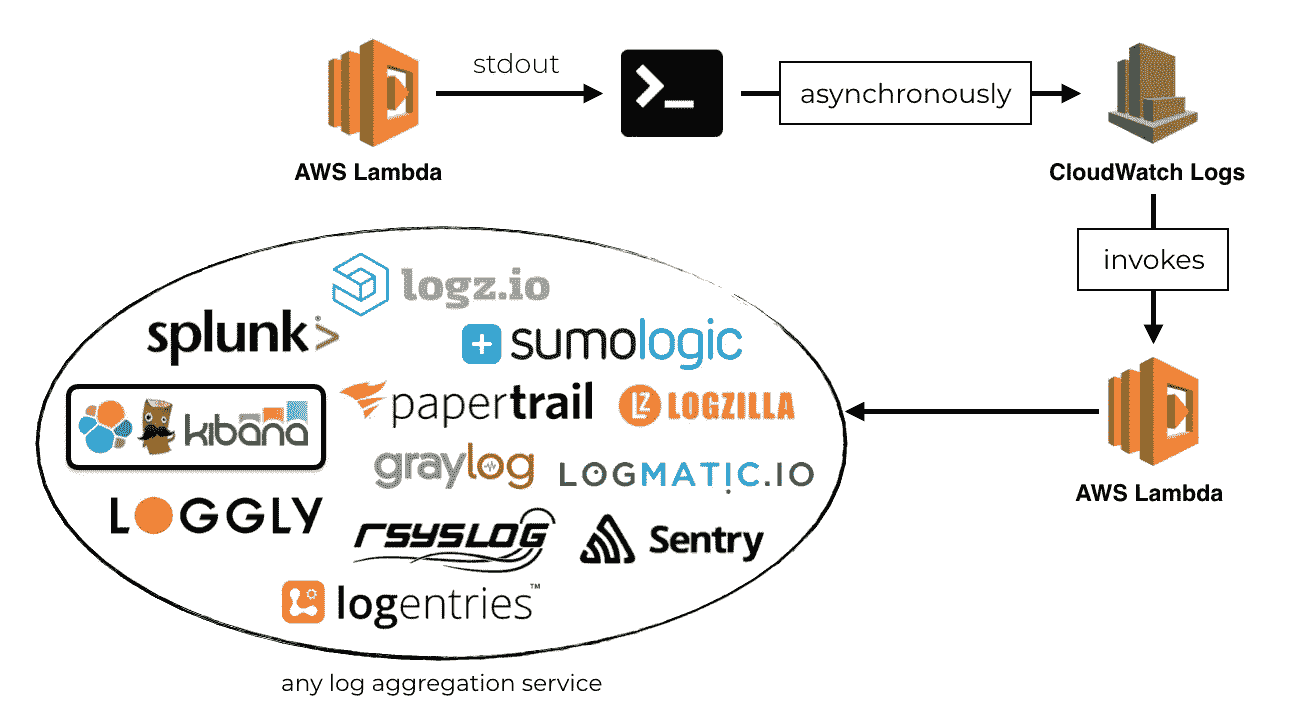 stdout
>_
asynchronously
AWS Lambda
CloudWatch Logs
invokes
logz.io
splunk>
sumologic
papertrail
LZ LOGZILLA
kibana
graylog
LOGMATIC.IO
AWS Lambda
LOGGLY
rsyslog
Sentry
logentries™
any log aggregation service